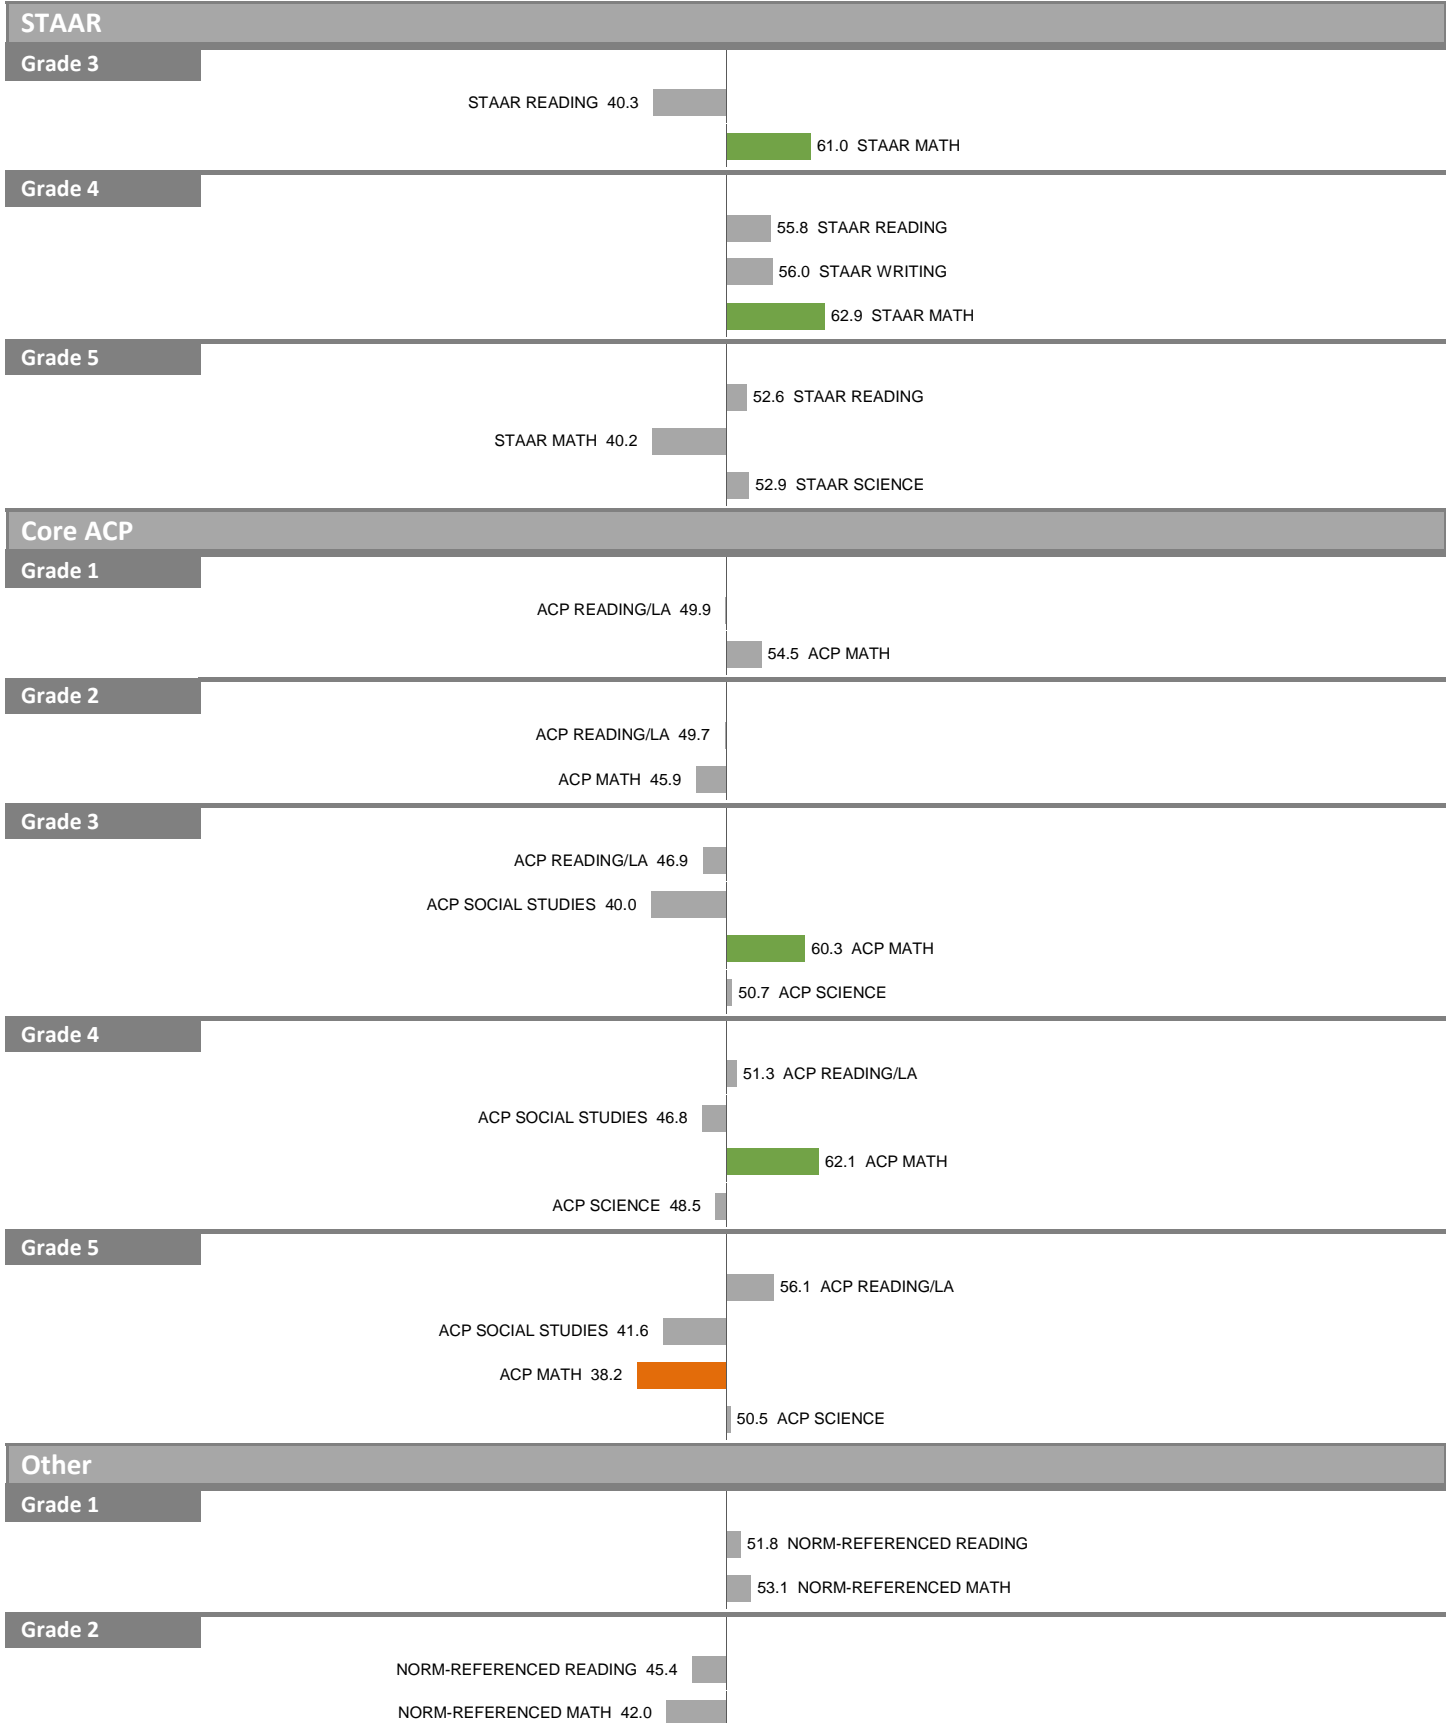 STAAR
Grade 3
STAAR READING 40.3
61.0 STAAR MATH
Grade 4
55.8 STAAR READING
56.0 STAAR WRITING
62.9 STAAR MATH
Grade 5
52.6 STAAR READING
STAAR MATH 40.2
52.9 STAAR SCIENCE
Core ACP
Grade 1
ACP READING/LA 49.9
54.5 ACP MATH
Grade 2
ACP READING/LA 49.7
ACP MATH 45.9
Grade 3
ACP READING/LA 46.9
ACP SOCIAL STUDIES 40.0
60.3 ACP MATH
50.7 ACP SCIENCE
Grade 4
51.3 ACP READING/LA
ACP SOCIAL STUDIES 46.8
62.1 ACP MATH
ACP SCIENCE 48.5
Grade 5
56.1 ACP READING/LA
ACP SOCIAL STUDIES 41.6
ACP MATH 38.2
50.5 ACP SCIENCE
Other
Grade 1
51.8 NORM-REFERENCED READING
53.1 NORM-REFERENCED MATH
Grade 2
NORM-REFERENCED READING 45.4
NORM-REFERENCED MATH 42.0